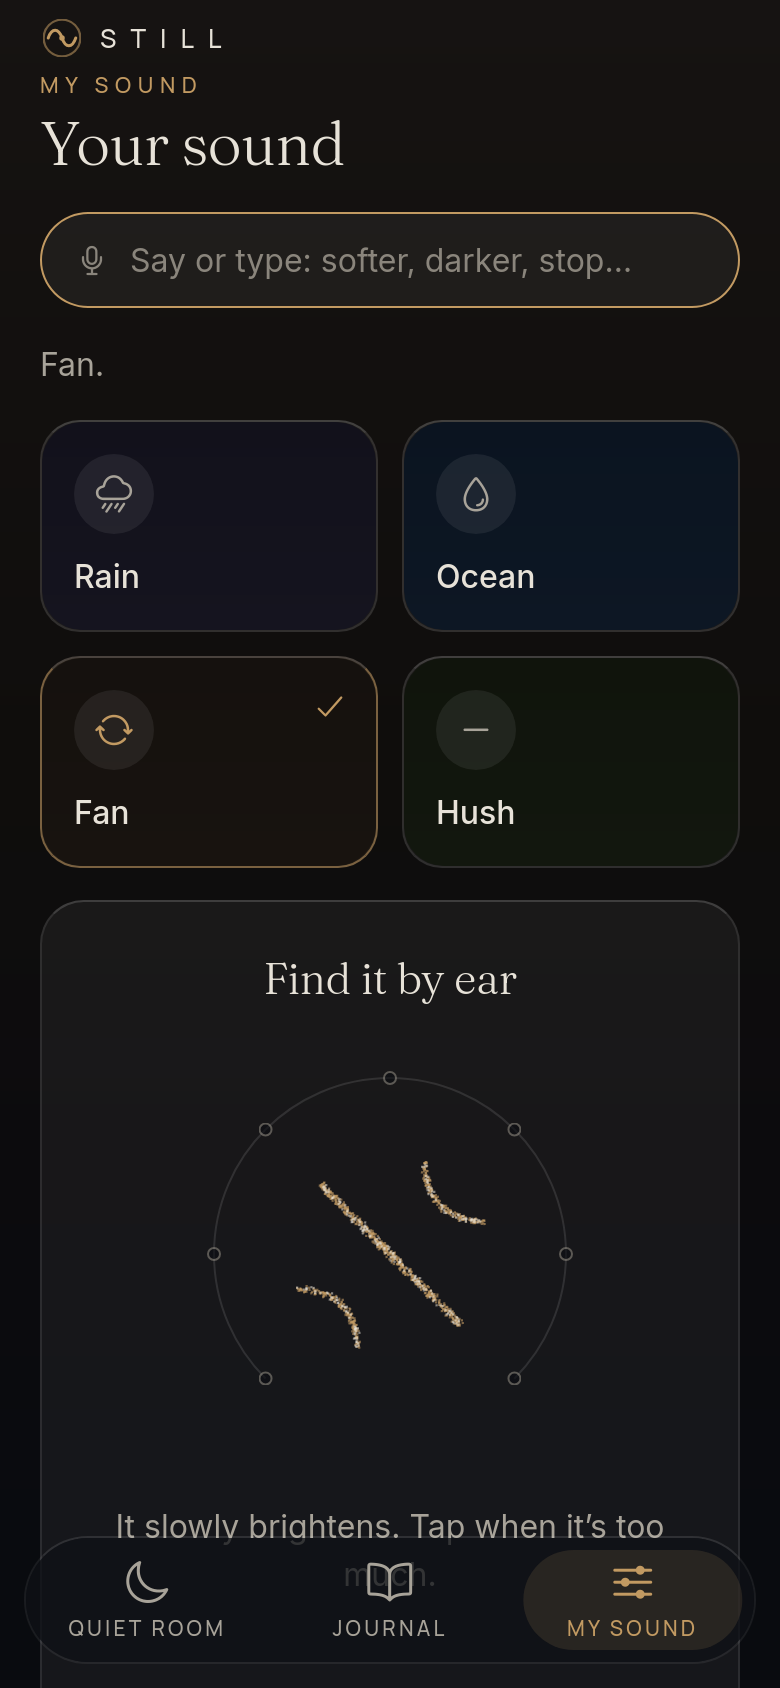 STILL
MY SOUND
Your sound
Say or type: softer, darker, stop...
Fan.
Rain
Ocean
Fan
Hush
Find it by ear
It slowly brightens. Tap when it’s too
much.
QUIET ROOM
JOURNAL
MY SOUND